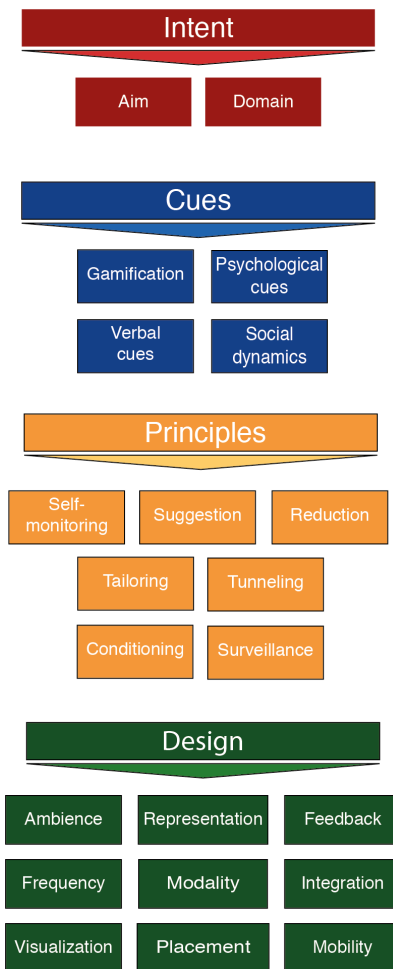 Intent
Aim
Domain
Cues
Gamification
Psychological
cues
Verbal
cues
Social
dynamics
Principles
Self-
monitoring
Suggestion
Reduction
Tailoring
Tunneling
Conditioning
Surveillance
Design
Ambience
Representation
Feedback
Frequency
Modality
Integration
Visualization
Placement
Mobility